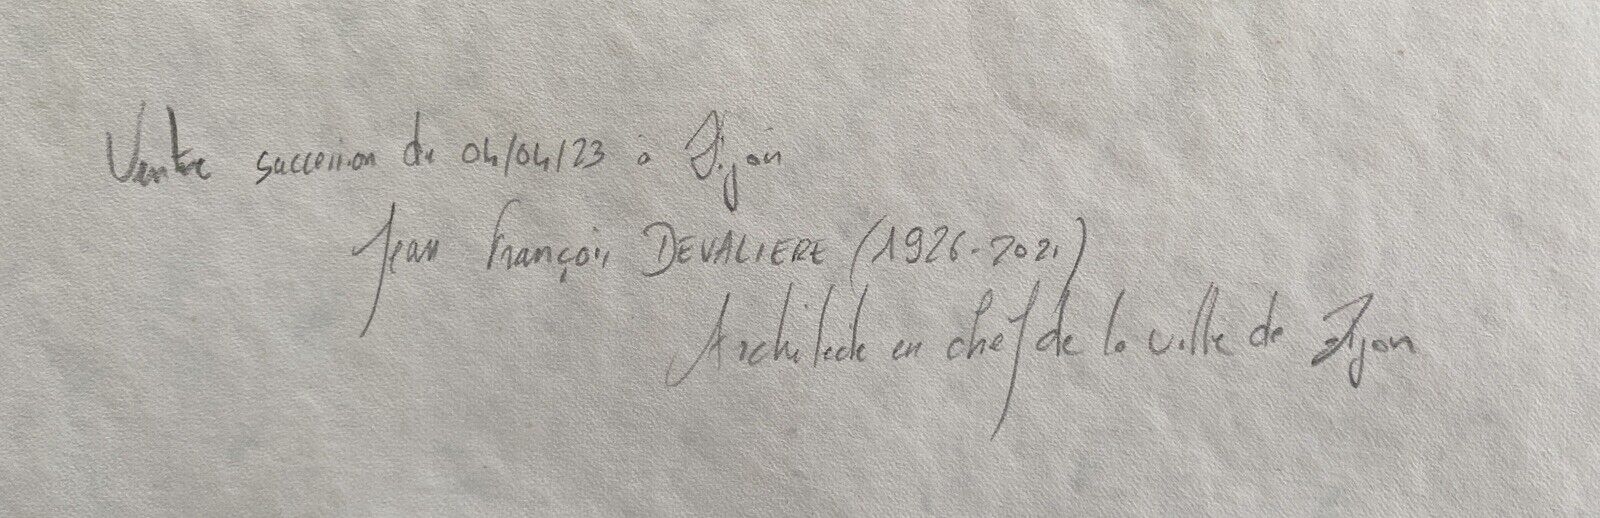 Vente succession du 04/04/23 à Dijon
Jean François DEVALIERE (1926-2021)
Architecte en chef de la ville de Dijon